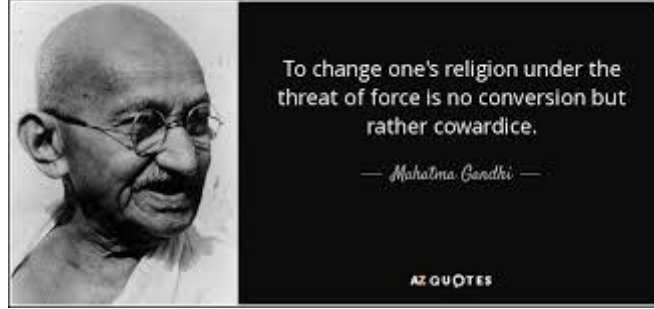 To change one's religion under the
threat of force is no conversion but
rather cowardice.
— Mahatma Gandhi —
AZ QUOTES